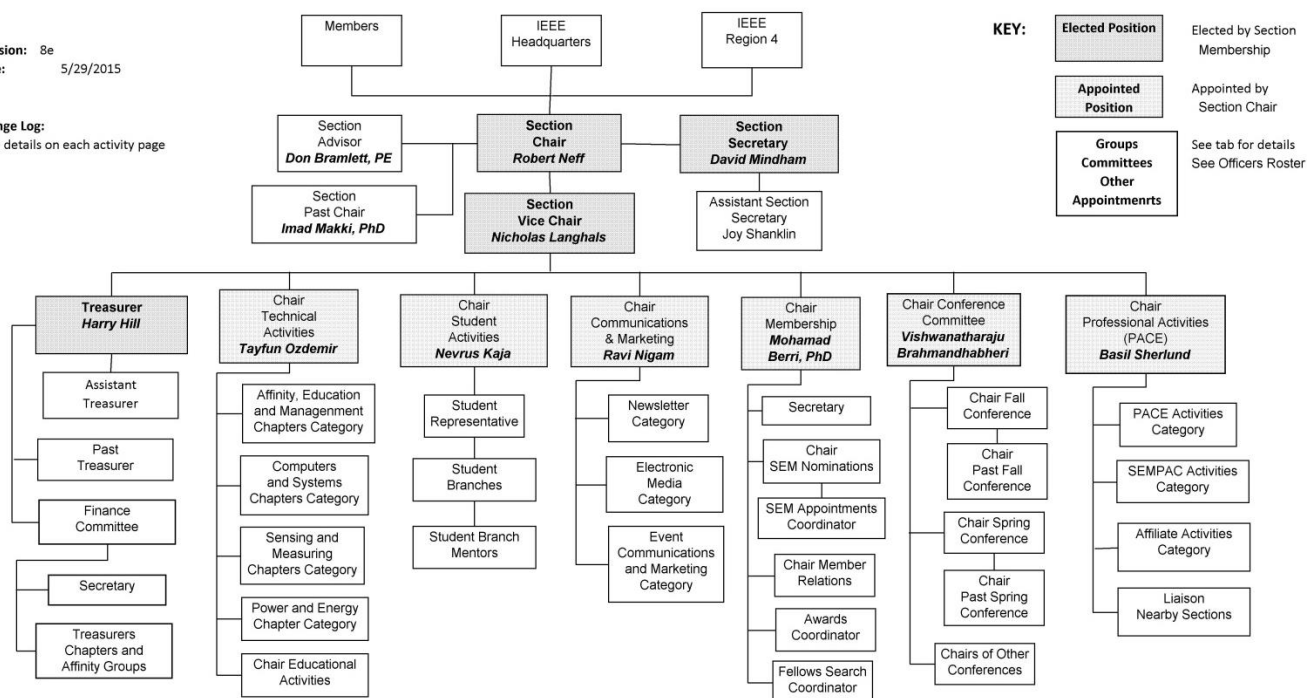 Members
IEEE
Headquarters
IEEE
Region 4
KEY:
Elected Position
Elected by Section
Membership
Appointed
Position
Appointed by
Section Chair
Groups
Committees
Other
Appointmenrts
See tab for details
See Officers Roster
sion: 8e
e: 5/29/2015
nge Log:
details on each activity page
Section
Advisor
Don Bramlett, PE
Section
Chair
Robert Neff
Section
Secretary
David Mindham
Section
Past Chair
Imad Makki, PhD
Section
Vice Chair
Nicholas Langhals
Assistant Section
Secretary
Joy Shanklin
Treasurer
Harry Hill
Assistant
Treasurer
Past
Treasurer
Finance
Committee
Secretary
Treasurers
Chapters and
Affinity Groups
Chair
Technical
Activities
Tayfun Ozdemir
Affinity, Education
and Managenment
Chapters Category
Computers
and Systems
Chapters Category
Sensing and
Measuring
Chapters Category
Power and Energy
Chapter Category
Chair Educational
Activities
Chair
Student
Activities
Nevrus Kaja
Student
Representative
Student
Branches
Student Branch
Mentors
Chair
Communications
& Marketing
Ravi Nigam
Newsletter
Category
Electronic
Media
Category
Event
Communications
and Marketing
Category
Chair
Membership
Mohamad
Berri, PhD
Secretary
Chair
SEM Nominations
SEM Appointments
Coordinator
Chair Member
Relations
Awards
Coordinator
Fellows Search
Coordinator
Chair Conference
Committee
Vishwanatharaju
Brahmandhabheri
Chair Fall
Conference
Chair
Past Fall
Conference
Chair Spring
Conference
Chair
Past Spring
Conference
Chairs of Other
Conferences
Chair
Professional Activities
(PACE)
Basil Sherlund
PACE Activities
Category
SEMPAC Activities
Category
Affiliate Activities
Category
Liaison
Nearby Sections